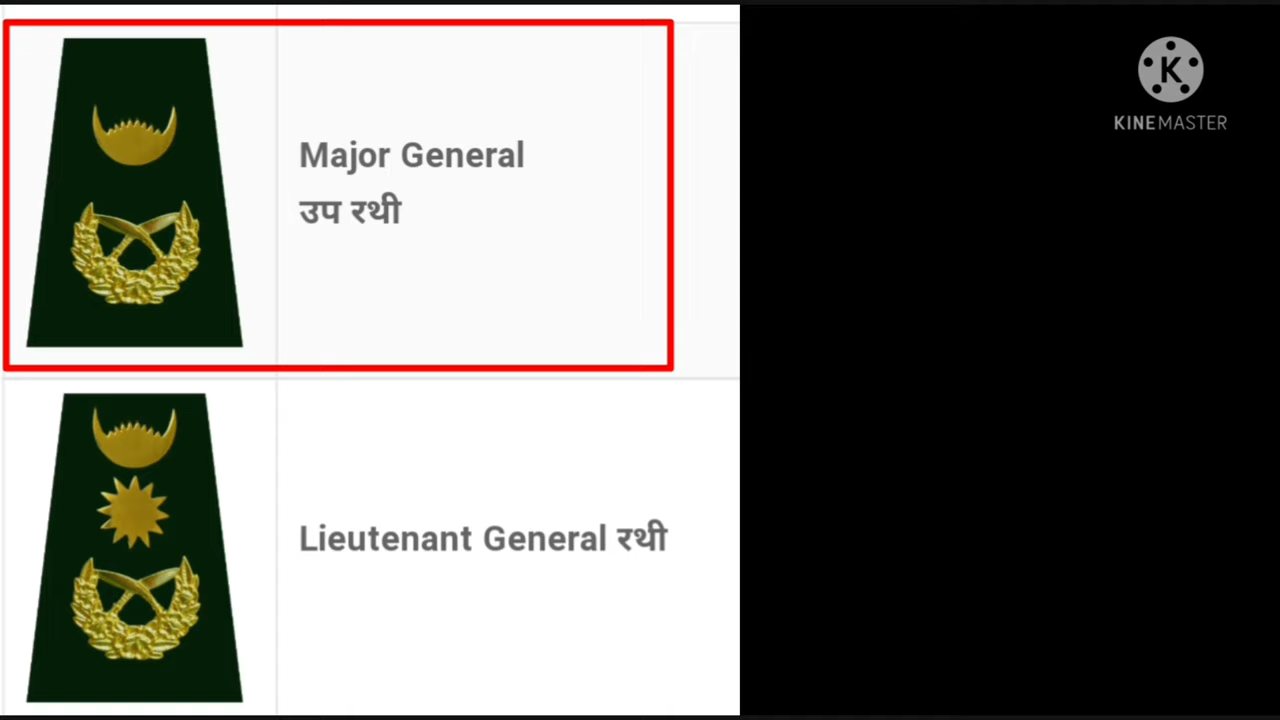 Major General
उप रथी
Lieutenant General रथी
K
KINEMASTER